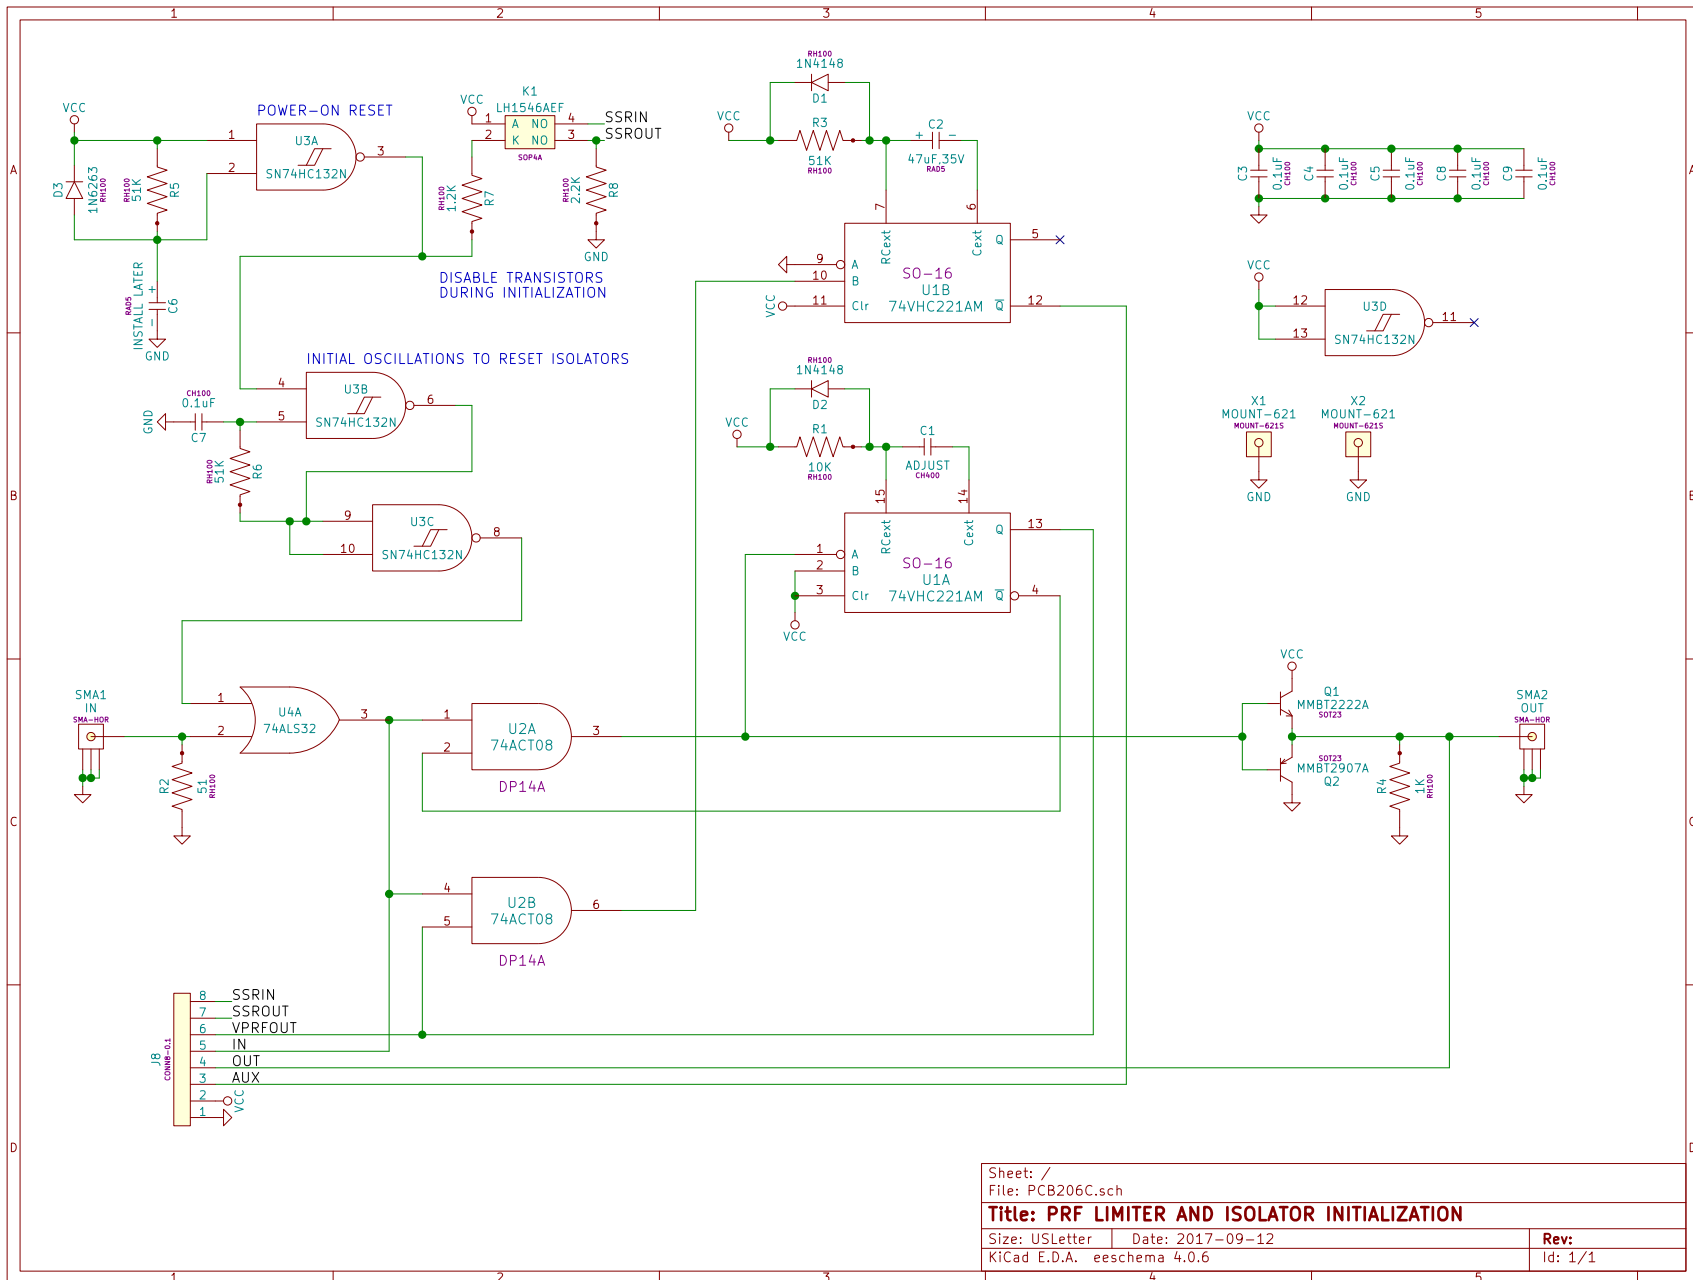 1 2 3 4 5
A
B
C
D
POWER-ON RESET
VCC
U3A
SN74HC132N
1
2
3
D3
1N6263
RH100
RH100
51K
R5
INSTALL LATER
RAD5
+
-
C6
GND
K1
LH1546AEF
VCC
1 A NO 4
2 K NO 3
SOP4A
SSRIN
SSROUT
RH100
1.2K
R7
RH100
2.2K
R8
GND
DISABLE TRANSISTORS
DURING INITIALIZATION
RH100
1N4148
D1
VCC
R3
51K
RH100
C2
+ -
47uF,35V
RAD5
7
6
RCext
Cext
Q 5
9 A
10 B
11 Clr
VCC
SO-16
U1B
74VHC221AM
Q 12
VCC
C3
0.1uF
CH100
C4
0.1uF
CH100
C5
0.1uF
CH100
C8
0.1uF
CH100
C9
0.1uF
CH100
VCC
12
13
U3D
SN74HC132N
11
INITIAL OSCILLATIONS TO RESET ISOLATORS
4
5
U3B
SN74HC132N
6
CH100
0.1uF
C7
GND
RH100
51K
R6
9
10
U3C
SN74HC132N
8
RH100
1N4148
D2
VCC
R1
10K
RH100
C1
ADJUST
CH400
15
14
RCext
Cext
Q 13
1 A
2 B
3 Clr
VCC
SO-16
U1A
74VHC221AM
Q 4
X1
MOUNT-621
MOUNT-621S
GND
X2
MOUNT-621
MOUNT-621S
GND
SMA1
IN
SMA-HOR
1
2
U4A
74ALS32
3
R2
51
RH100
1
2
U2A
74ACT08
3
DP14A
4
5
U2B
74ACT08
6
DP14A
VCC
Q1
MMBT2222A
SOT23
SOT23
MMBT2907A
Q2
R4
1K
RH100
SMA2
OUT
SMA-HOR
J8
CONN8-0.1
8 SSRIN
7 SSROUT
6 VPRFOUT
5 IN
4 OUT
3 AUX
2 VCC
1
Sheet: /
File: PCB206C.sch
Title: PRF LIMITER AND ISOLATOR INITIALIZATION
Size: USLetter Date: 2017-09-12 Rev:
KiCad E.D.A. eeschema 4.0.6 Id: 1/1
1 2 3 4 5